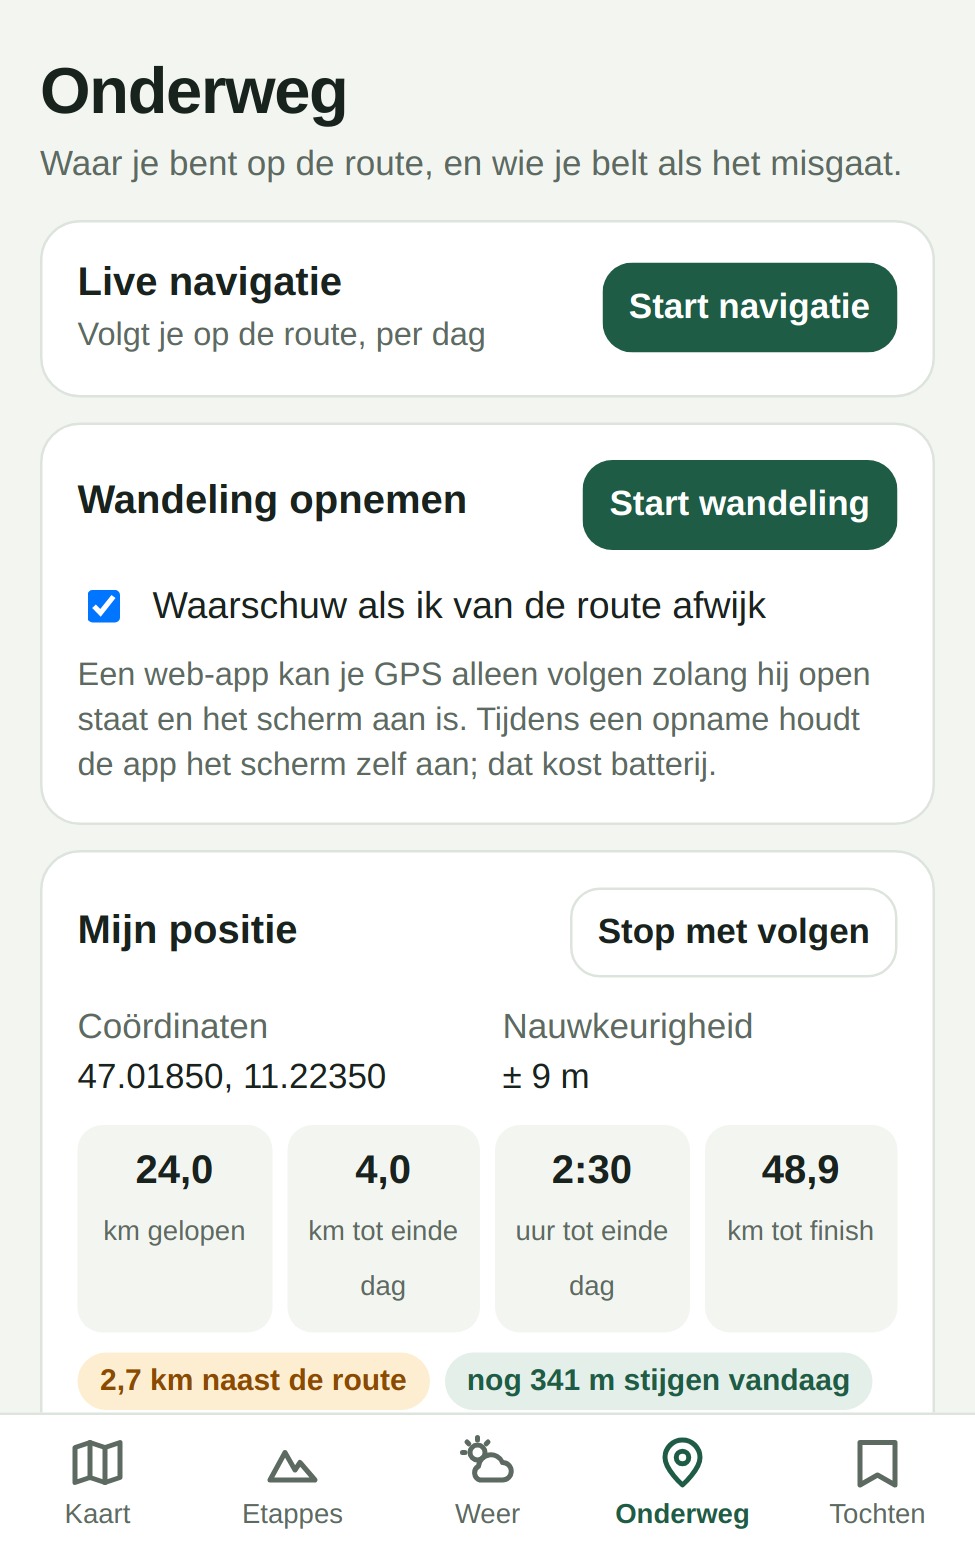 Onderweg
Waar je bent op de route, en wie je belt als het misgaat.
Live navigatie
Volgt je op de route, per dag
Start navigatie
Wandeling opnemen
Start wandeling
Waarschuw als ik van de route afwijk
Een web-app kan je GPS alleen volgen zolang hij open
staat en het scherm aan is. Tijdens een opname houdt
de app het scherm zelf aan; dat kost batterij.
Mijn positie
Stop met volgen
Coördinaten
47.01850, 11.22350
Nauwkeurigheid
± 9 m
24,0
km gelopen
4,0
km tot einde
dag
2:30
uur tot einde
dag
48,9
km tot finish
2,7 km naast de route
nog 341 m stijgen vandaag
Kaart
Etappes
Weer
Onderweg
Tochten